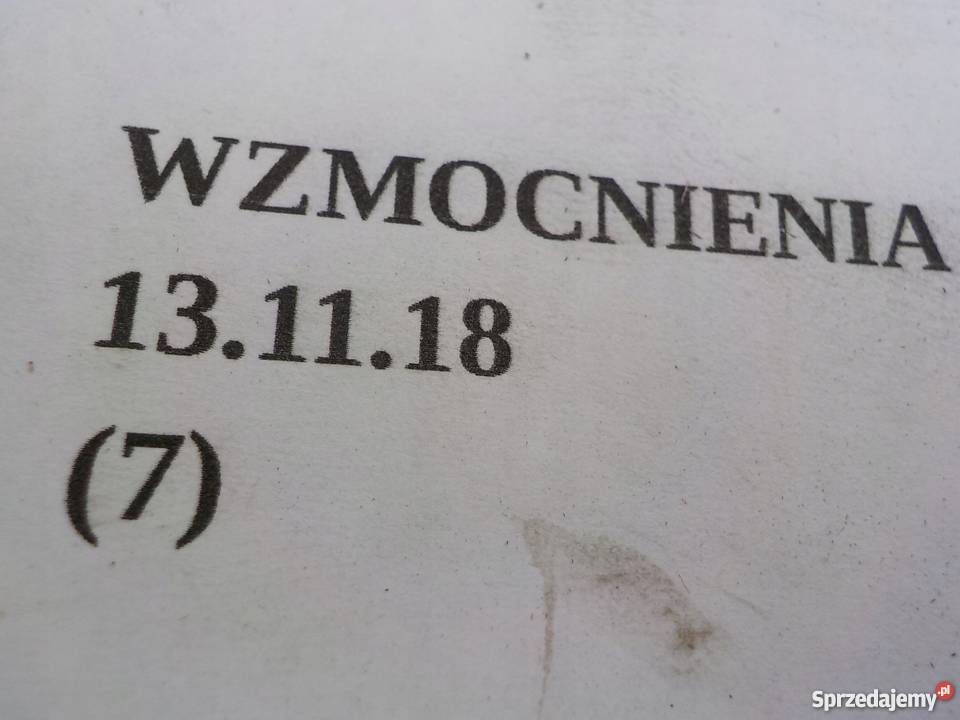 WZMOCNIENIA
13.11.18
(7)
Sprzedajemy.pl